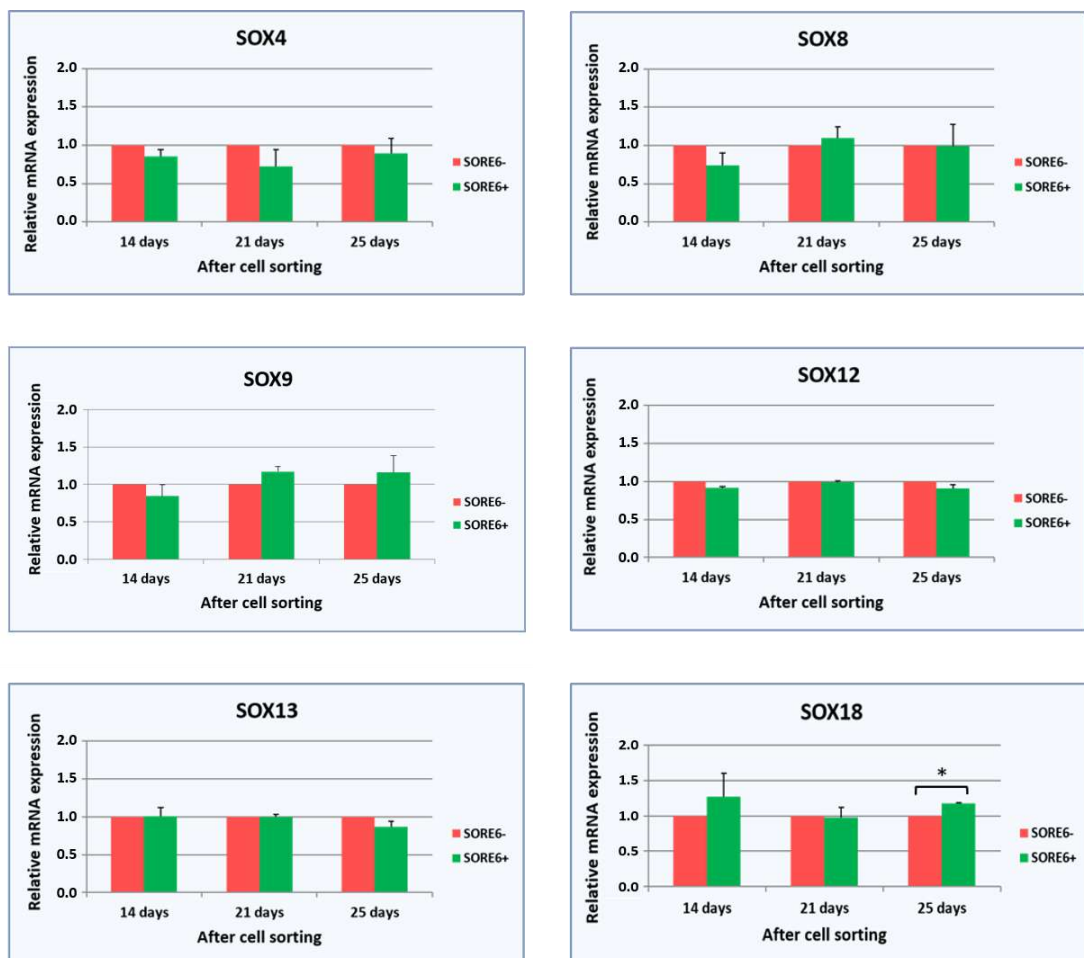 SOX4
Relative mRNA expression
2.0
1.5
1.0
0.5
0.0
14 days 21 days 25 days
After cell sorting
SORE6-
SORE6+
SOX8
Relative mRNA expression
2.0
1.5
1.0
0.5
0.0
14 days 21 days 25 days
After cell sorting
SORE6-
SORE6+
SOX9
Relative mRNA expression
2.0
1.5
1.0
0.5
0.0
14 days 21 days 25 days
After cell sorting
SORE6-
SORE6+
SOX12
Relative mRNA expression
2.0
1.5
1.0
0.5
0.0
14 days 21 days 25 days
After cell sorting
SORE6-
SORE6+
SOX13
Relative mRNA expression
2.0
1.5
1.0
0.5
0.0
14 days 21 days 25 days
After cell sorting
SORE6-
SORE6+
SOX18
Relative mRNA expression
2.0
1.5
1.0
0.5
0.0
*
14 days 21 days 25 days
After cell sorting
SORE6-
SORE6+